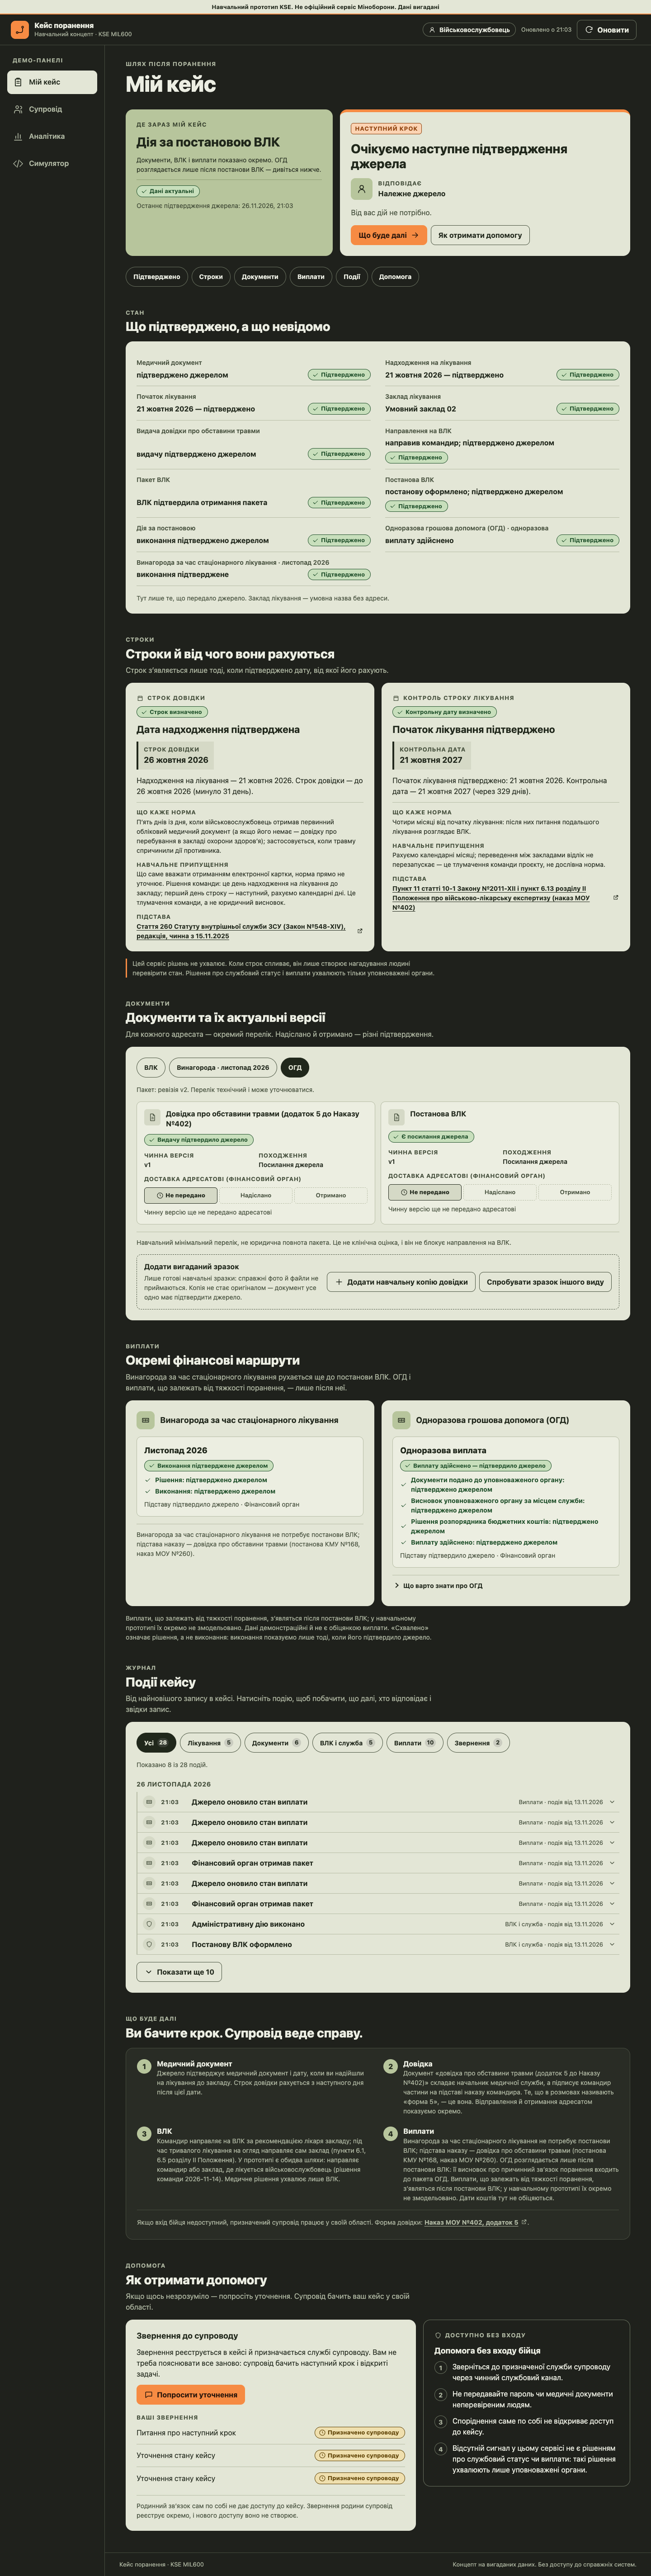 Навчальний прототип KSE. Не офіційний сервіс Міноборони. Дані вигадані
Кейс поранення
Навчальний концепт · KSE MIL600
Військовослужбовець
Оновлено о 21:03
Оновити
ДЕМО-ПАНЕЛІ
Мій кейс
Супровід
Аналітика
Симулятор
ШЛЯХ ПІСЛЯ ПОРАНЕННЯ
Мій кейс
ДЕ ЗАРАЗ МІЙ КЕЙС
Дія за постановою ВЛК
Документи, ВЛК і виплати показано окремо. ОГД
розглядається лише після постанови ВЛК – дивіться нижче.
Дані актуальні
Останнє підтвердження джерела: 26.11.2026, 21:03
НАСТУПНИЙ КРОК
Очікуємо наступне підтвердження
джерела
ВІДПОВІДАЄ
Належне джерело
Від вас дій не потрібно.
Що буде далі
Як отримати допомогу
Підтверджено
Строки
Документи
Виплати
Події
Допомога
СТАН
Що підтверджено, а що невідомо
Медичний документ
підтверджено джерелом
Підтверджено
Надходження на лікування
21 жовтня 2026 — підтверджено
Підтверджено
Початок лікування
21 жовтня 2026 — підтверджено
Підтверджено
Заклад лікування
Умовний заклад 02
Підтверджено
Видача довідки про обставини травми
видачу підтверджено джерелом
Підтверджено
Направлення на ВЛК
направив командир; підтверджено джерелом
Підтверджено
Пакет ВЛК
ВЛК підтвердила отримання пакета
Підтверджено
Постанова ВЛК
постанову оформлено; підтверджено джерелом
Підтверджено
Дія за постановою
виконання підтверджено джерелом
Підтверджено
Одноразова грошова допомога (ОГД) · одноразова
виплату здійснено
Підтверджено
Винагорода за час стаціонарного лікування · листопад 2026
виконання підтверджене
Підтверджено
Тут лише те, що передало джерело. Заклад лікування — умовна назва без адреси.
СТРОКИ
Строки й від чого вони рахуються
Строк з'являється лише тоді, коли підтверджено дату, від якої його рахують.
СТРОК ДОВІДКИ
Строк визначено
Дата надходження підтверджена
СТРОК ДОВІДКИ
26 жовтня 2026
Надходження на лікування — 21 жовтня 2026. Строк довідки — до
26 жовтня 2026 (минуло 31 день).
ЩО КАЖЕ НОРМА
П'ять днів із дня, коли військовослужбовець отримав первинний
обліковий медичний документ (а якщо його немає — довідку про
перебування в закладі охорони здоров'я); застосовується, коли травму
спричинили дії противника.
НАВЧАЛЬНЕ ПРИПУЩЕННЯ
Що саме вважати отриманням електронної картки, норма прямо не
уточнює. Рішення команди: це день надходження на лікування до
закладу; перший день строку — наступний, рахуємо календарні дні. Це
тлумачення команди, а не юридичний висновок.
ПІДСТАВА
Стаття 260 Статуту внутрішньої служби ЗСУ (Закон №548-XIV),
редакція, чинна з 15.11.2025
КОНТРОЛЬ СТРОКУ ЛІКУВАННЯ
Контрольну дату визначено
Початок лікування підтверджено
КОНТРОЛЬНА ДАТА
21 жовтня 2027
Початок лікування підтверджено: 21 жовтня 2026. Контрольна
дата — 21 жовтня 2027 (через 329 днів).
ЩО КАЖЕ НОРМА
Чотири місяці від початку лікування: після них питання подальшого
лікування розглядає ВЛК.
НАВЧАЛЬНЕ ПРИПУЩЕННЯ
Рахуємо календарні місяці; переведення між закладами відлік не
перезапускає — це тлумачення команди проєкту, не дослівна норма.
ПІДСТАВА
Пункт 11 статті 10-1 Закону №2011-XII і пункт 6.13 розділу II
Положення про військово-лікарську експертизу (наказ МОУ
№402)
Цей сервіс рішень не ухвалює. Коли строк спливає, він лише створює нагадування людині
перевірити стан. Рішення про службовий статус і виплати ухвалюють тільки уповноважені органи.
ДОКУМЕНТИ
Документи та їх актуальні версії
Для кожного адресата — окремий перелік. Надіслано й отримано — різні підтвердження.
ВЛК
Винагорода · листопад 2026
ОГД
Пакет: ревізія v2. Перелік технічний і може уточнюватися.
Довідка про обставини травми (додаток 5 до Наказу
№402)
Видачу підтвердило джерело
ЧИННА ВЕРСІЯ
v1
ПОХОДЖЕННЯ
Посилання джерела
ДОСТАВКА АДРЕСАТОВІ (ФІНАНСОВИЙ ОРГАН)
Не передано
Надіслано
Отримано
Чинну версію ще не передано адресатові
Постанова ВЛК
Є посилання джерела
ЧИННА ВЕРСІЯ
v1
ПОХОДЖЕННЯ
Посилання джерела
ДОСТАВКА АДРЕСАТОВІ (ФІНАНСОВИЙ ОРГАН)
Не передано
Надіслано
Отримано
Чинну версію ще не передано адресатові
Навчальний мінімальний перелік, не юридична повнота пакета. Це не клінічна оцінка, і він не блокує направлення на ВЛК.
Додати вигаданий зразок
Лише готові навчальні зразки: справжні фото й файли не
приймаються. Копія не стає оригіналом — документ усе
одно має підтвердити джерело.
Додати навчальну копію довідки
Спробувати зразок іншого виду
ВИПЛАТИ
Окремі фінансові маршрути
Винагорода за час стаціонарного лікування рухається ще до постанови ВЛК. ОГД і
виплати, що залежать від тяжкості поранення, — лише після неї.
Винагорода за час стаціонарного лікування
Листопад 2026
Виконання підтверджене джерелом
Рішення: підтверджено джерелом
Виконання: підтверджено джерелом
Підставу підтвердило джерело · Фінансовий орган
Винагорода за час стаціонарного лікування не потребує постанови ВЛК;
підстава наказу — довідка про обставини травми (постанова КМУ №168,
наказ МОУ №260).
Одноразова грошова допомога (ОГД)
Одноразова виплата
Виплату здійснено — підтвердило джерело
Документи подано до уповноваженого органу:
підтверджено джерелом
Висновок уповноваженого органу за місцем служби:
підтверджено джерелом
Рішення розпорядника бюджетних коштів: підтверджено
джерелом
Виплату здійснено: підтверджено джерелом
Підставу підтвердило джерело · Фінансовий орган
Що варто знати про ОГД
Виплати, що залежать від тяжкості поранення, з'являться після постанови ВЛК; у навчальному
прототипі їх окремо не змодельовано. Дані демонстраційні й не є обіцянкою виплати. «Схвалено»
означає рішення, а не виконання: виконання показуємо лише тоді, коли його підтвердило джерело.
ЖУРНАЛ
Події кейсу
Від найновішого запису в кейсі. Натисніть подію, щоб побачити, що далі, хто відповідає і
звідки запис.
Усі 28
Лікування 5
Документи 6
ВЛК і служба 5
Виплати 10
Звернення 2
Показано 8 із 28 подій.
26 ЛИСТОПАДА 2026
21:03 Джерело оновило стан виплати Виплати · подія від 13.11.2026
21:03 Джерело оновило стан виплати Виплати · подія від 13.11.2026
21:03 Джерело оновило стан виплати Виплати · подія від 13.11.2026
21:03 Фінансовий орган отримав пакет Виплати · подія від 13.11.2026
21:03 Джерело оновило стан виплати Виплати · подія від 13.11.2026
21:03 Фінансовий орган отримав пакет Виплати · подія від 13.11.2026
21:03 Адміністративну дію виконано ВЛК і служба · подія від 13.11.2026
21:03 Постанову ВЛК оформлено ВЛК і служба · подія від 13.11.2026
Показати ще 10
ЩО БУДЕ ДАЛІ
Ви бачите крок. Супровід веде справу.
1
Медичний документ
Джерело підтверджує медичний документ і дату, коли ви надійшли
на лікування до закладу. Строк довідки рахується з наступного дня
після цієї дати.
2
Довідка
Документ «довідка про обставини травми (додаток 5 до Наказу
№402)» складає начальник медичної служби, а підписує командир
частини на підставі наказу командира. Те, що в розмовах називають
«форма 5», — це вона. Відправлення й отримання адресатом
показуємо окремо.
3
ВЛК
Командир направляє на ВЛК за рекомендацією лікаря закладу; під
час тривалого лікування на огляд направляє сам заклад (пункти 6.1,
6.5 розділу II Положення). У прототипі є обидва шляхи: направляє
командир або заклад, де лікується військовослужбовець (рішення
команди 2026-11-14). Медичне рішення ухвалює лише ВЛК.
4
Виплати
Винагорода за час стаціонарного лікування не потребує постанови
ВЛК; підстава наказу — довідка про обставини травми (постанова
КМУ №168, наказ МОУ №260). ОГД розглядається лише після
постанови ВЛК: її висновок про причинний зв'язок поранення входить
до пакета ОГД. Виплати, що залежать від тяжкості поранення,
з'являться після постанови ВЛК; у навчальному прототипі їх окремо
не змодельовано. Дати коштів тут не обіцяються.
Якщо вхід бійця недоступний, призначений супровід працює у своїй області. Форма довідки: Наказ МОУ №402, додаток 5 .
ДОПОМОГА
Як отримати допомогу
Якщо щось незрозуміло — попросіть уточнення. Супровід бачить ваш кейс у своїй
області.
Звернення до супроводу
Звернення реєструється в кейсі й призначається службі супроводу. Вам не
треба пояснювати все заново: супровід бачить наступний крок і відкриті
задачі.
Попросити уточнення
ВАШІ ЗВЕРНЕННЯ
Питання про наступний крок
Призначено супроводу
Уточнення стану кейсу
Призначено супроводу
Уточнення стану кейсу
Призначено супроводу
Родинний зв'язок сам по собі не дає доступу до кейсу. Звернення родини супровід
реєструє окремо, і нового доступу воно не створює.
ДОСТУПНО БЕЗ ВХОДУ
Допомога без входу бійця
1
Зверніться до призначеної служби супроводу
через чинний службовий канал.
2
Не передавайте пароль чи медичні документи
неперевіреним людям.
3
Споріднення саме по собі не відкриває доступ
до кейсу.
4
Відсутній сигнал у цьому сервісі не є рішенням
про службовий статус чи виплати: такі рішення
ухвалюють лише уповноважені органи.
Кейс поранення · KSE MIL600
Концепт на вигаданих даних. Без доступу до справжніх систем.